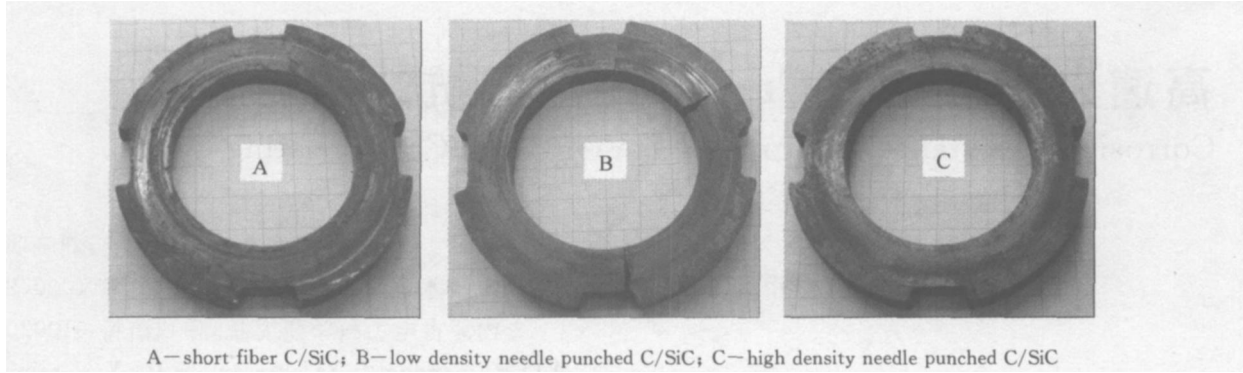 A
B
C
A—short fiber C/SiC; B—low density needle punched C/SiC; C—high density needle punched C/SiC